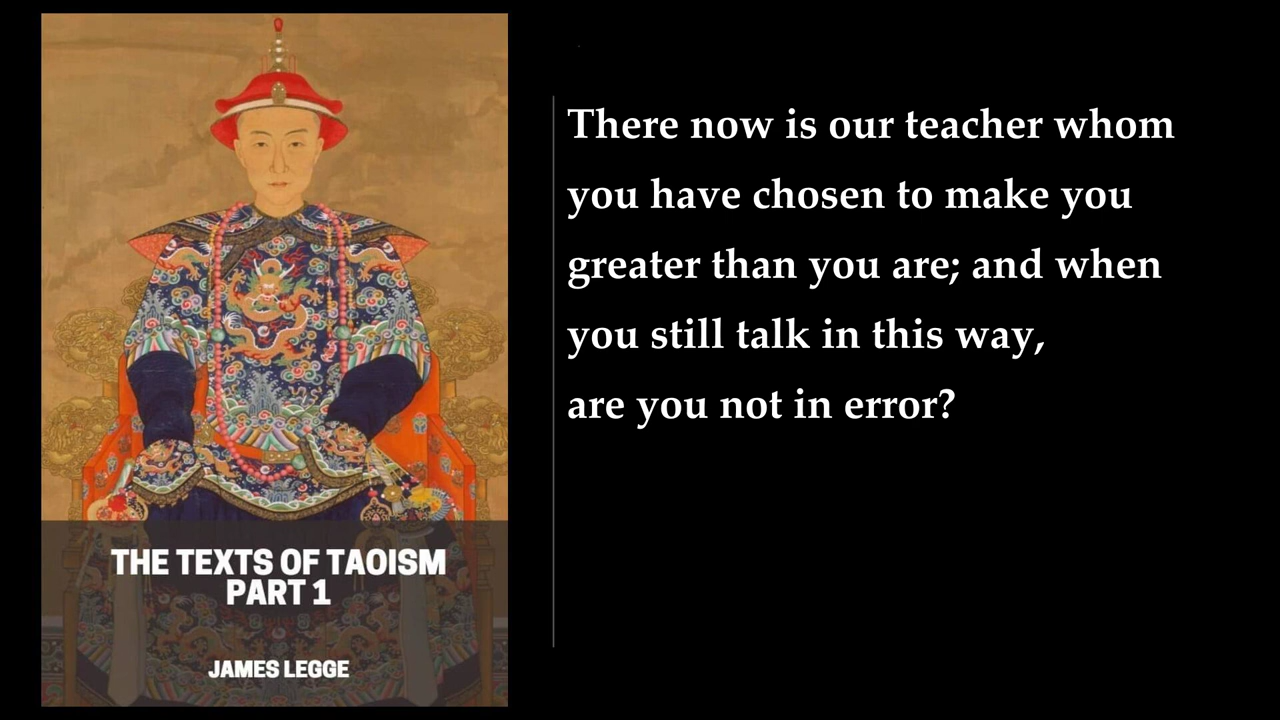 THE TEXTS OF TAOISM
PART 1
JAMES LEGGE
There now is our teacher whom
you have chosen to make you
greater than you are; and when
you still talk in this way,
are you not in error?